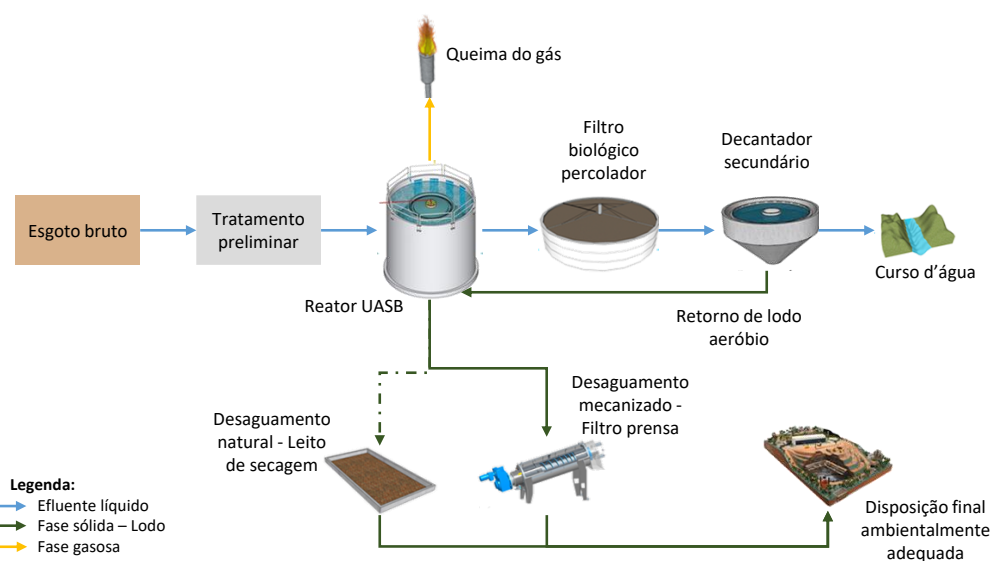 Queima do gás
Filtro
biológico
percolador
Decantador
secundário
Esgoto bruto
Tratamento
preliminar
Curso d’água
Reator UASB
Retorno de lodo
aeróbio
Desaguamento
natural - Leito
de secagem
Desaguamento
mecanizado -
Filtro prensa
Legenda:
Efluente líquido
Fase sólida – Lodo
Fase gasosa
Disposição final
ambientalmente
adequada